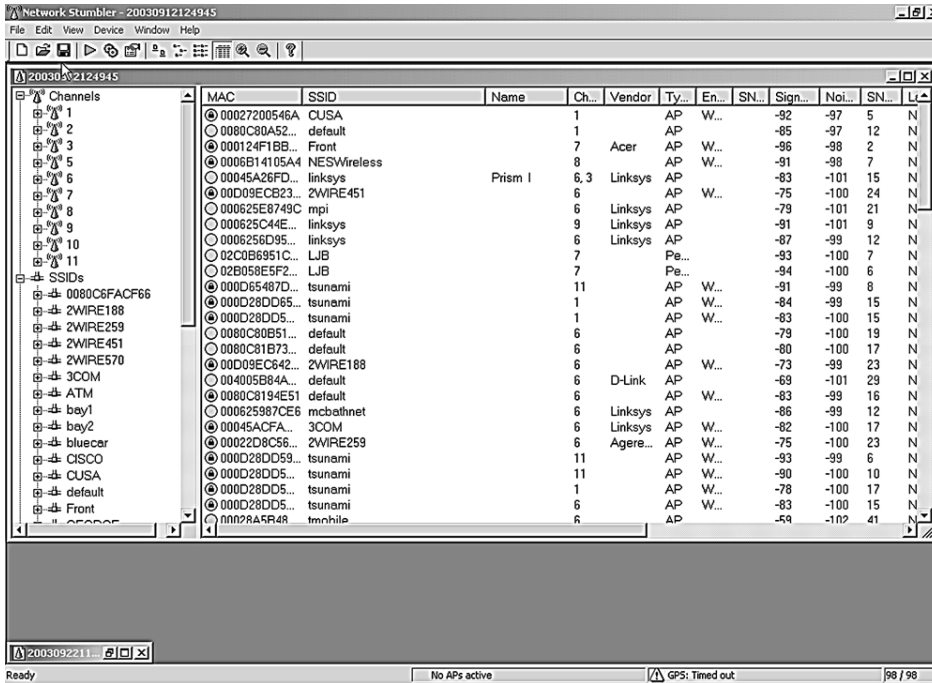 Network Stumbler - 20030912124945
File Edit View Device Window Help
20030912124945
Channels
1
2
3
5
6
7
8
9
10
11
SSIDs
0080C6FACF66
2WIRE188
2WIRE259
2WIRE451
2WIRE570
3COM
ATM
bay1
bay2
bluecar
CISCO
CUSA
default
Front
MAC SSID Name Ch... Vendor Ty... En... SN... Sign... Noi... SN...
00027200546A CUSA 1 AP W... -92 -97 5 N
0080C80A52... default 1 AP -85 -97 12 N
000124F1BB... Front 7 Acer AP W... -96 -98 2 N
0006B14105A4 NESWireless 8 AP W... -91 -98 7 N
00045A26FD... linksys Prism I 6, 3 Linksys AP -83 -101 15 N
00D09ECB23... 2WIRE451 6 AP W... -75 -100 24 N
000625E8749C mpi 6 Linksys AP -79 -101 21 N
000625C44E... linksys 9 Linksys AP -91 -101 9 N
0006256D95... linksys 6 Linksys AP -87 -99 12 N
02C0B6951C... LJB 7 Pe... -93 -100 7 N
02B058E5F2... LJB 7 Pe... -94 -100 6 N
000D65487D... tsunami 11 AP W... -91 -99 8 N
000D28DD65... tsunami 1 AP W... -84 -99 15 N
000D28DD5... tsunami 1 AP W... -83 -100 15 N
0080C80B51... default 6 AP -79 -100 19 N
0080C81B73... default 6 AP -80 -100 17 N
00D09EC642... 2WIRE188 6 AP W... -73 -99 23 N
004005B84A... default 6 D-Link AP -69 -101 29 N
0080C8194E51 default 6 AP W... -83 -99 16 N
000625987CE6 mcbathnet 6 Linksys AP -86 -99 12 N
00045ACFA... 3COM 6 Linksys AP W... -82 -100 17 N
00022D8C56... 2WIRE259 6 Agere... AP W... -75 -100 23 N
000D28DD59... tsunami 11 AP W... -93 -99 6 N
000D28DD5... tsunami 11 AP W... -90 -100 10 N
000D28DD5... tsunami 1 AP W... -78 -100 17 N
000D28DD5... tsunami 6 AP W... -83 -100 15 N
00028A5B48... tmobile 6 AP -59 -102 41 N
2003092211...
Ready No APs active GPS: Timed out 98 / 98